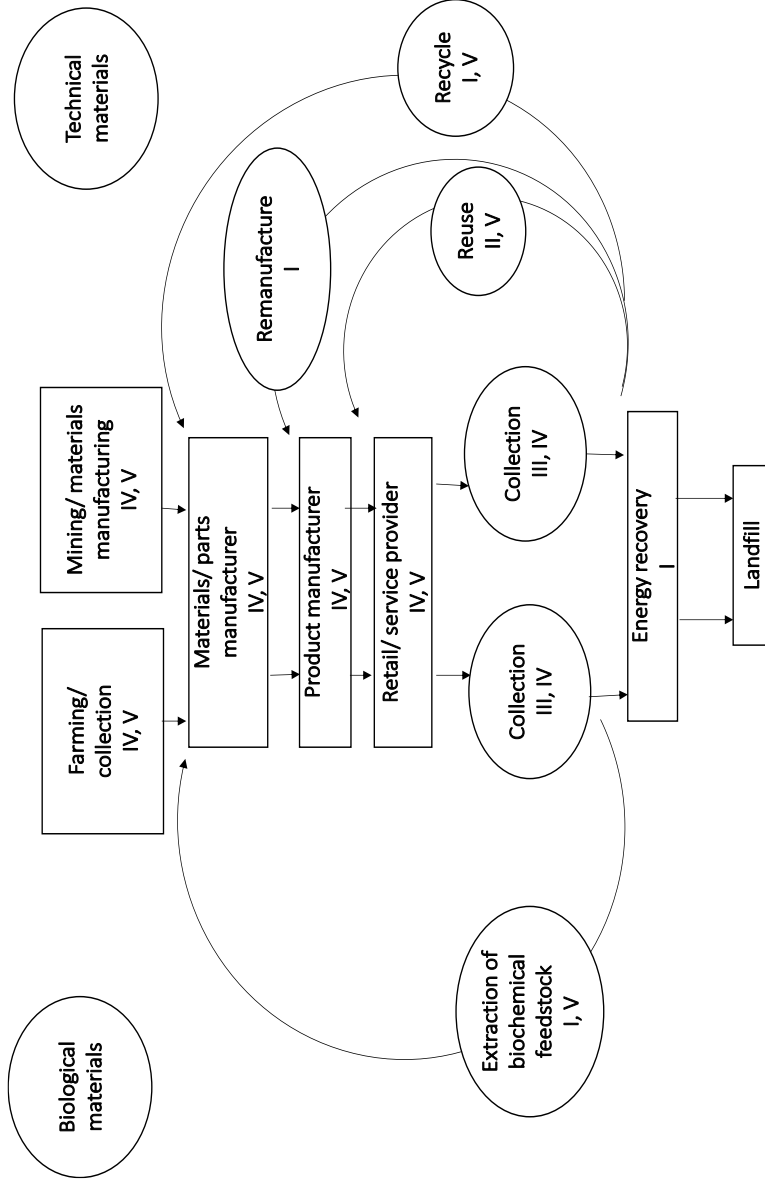 Biological
materials
Technical
materials
Farming/
collection
IV, V
Mining/ materials
manufacturing
IV, V
Materials/ parts
manufacturer
IV, V
Remanufacture
I
Recycle
I, V
Product manufacturer
IV, V
Reuse
II, V
Retail/ service provider
IV, V
Extraction of
biochemical
feedstock
I, V
Collection
III, IV
Collection
III, IV
Energy recovery
I
Landfill